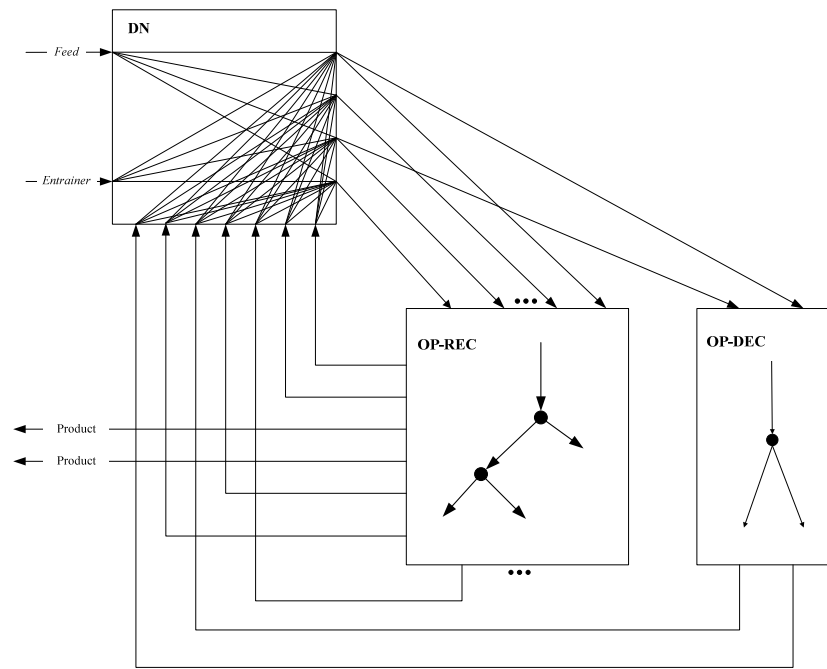 DN
Feed
Entrainer
OP-REC
OP-DEC
Product
Product